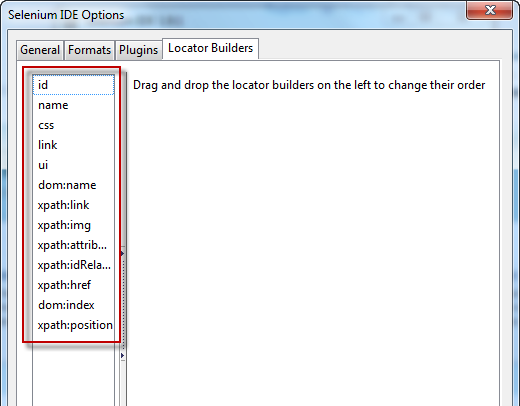 Selenium IDE Options
General Formats Plugins Locator Builders
id
Drag and drop the locator builders on the left to change their order
name
css
link
ui
dom:name
xpath:link
xpath:img
xpath:attrib...
xpath:idRela...
xpath:href
dom:index
xpath:position